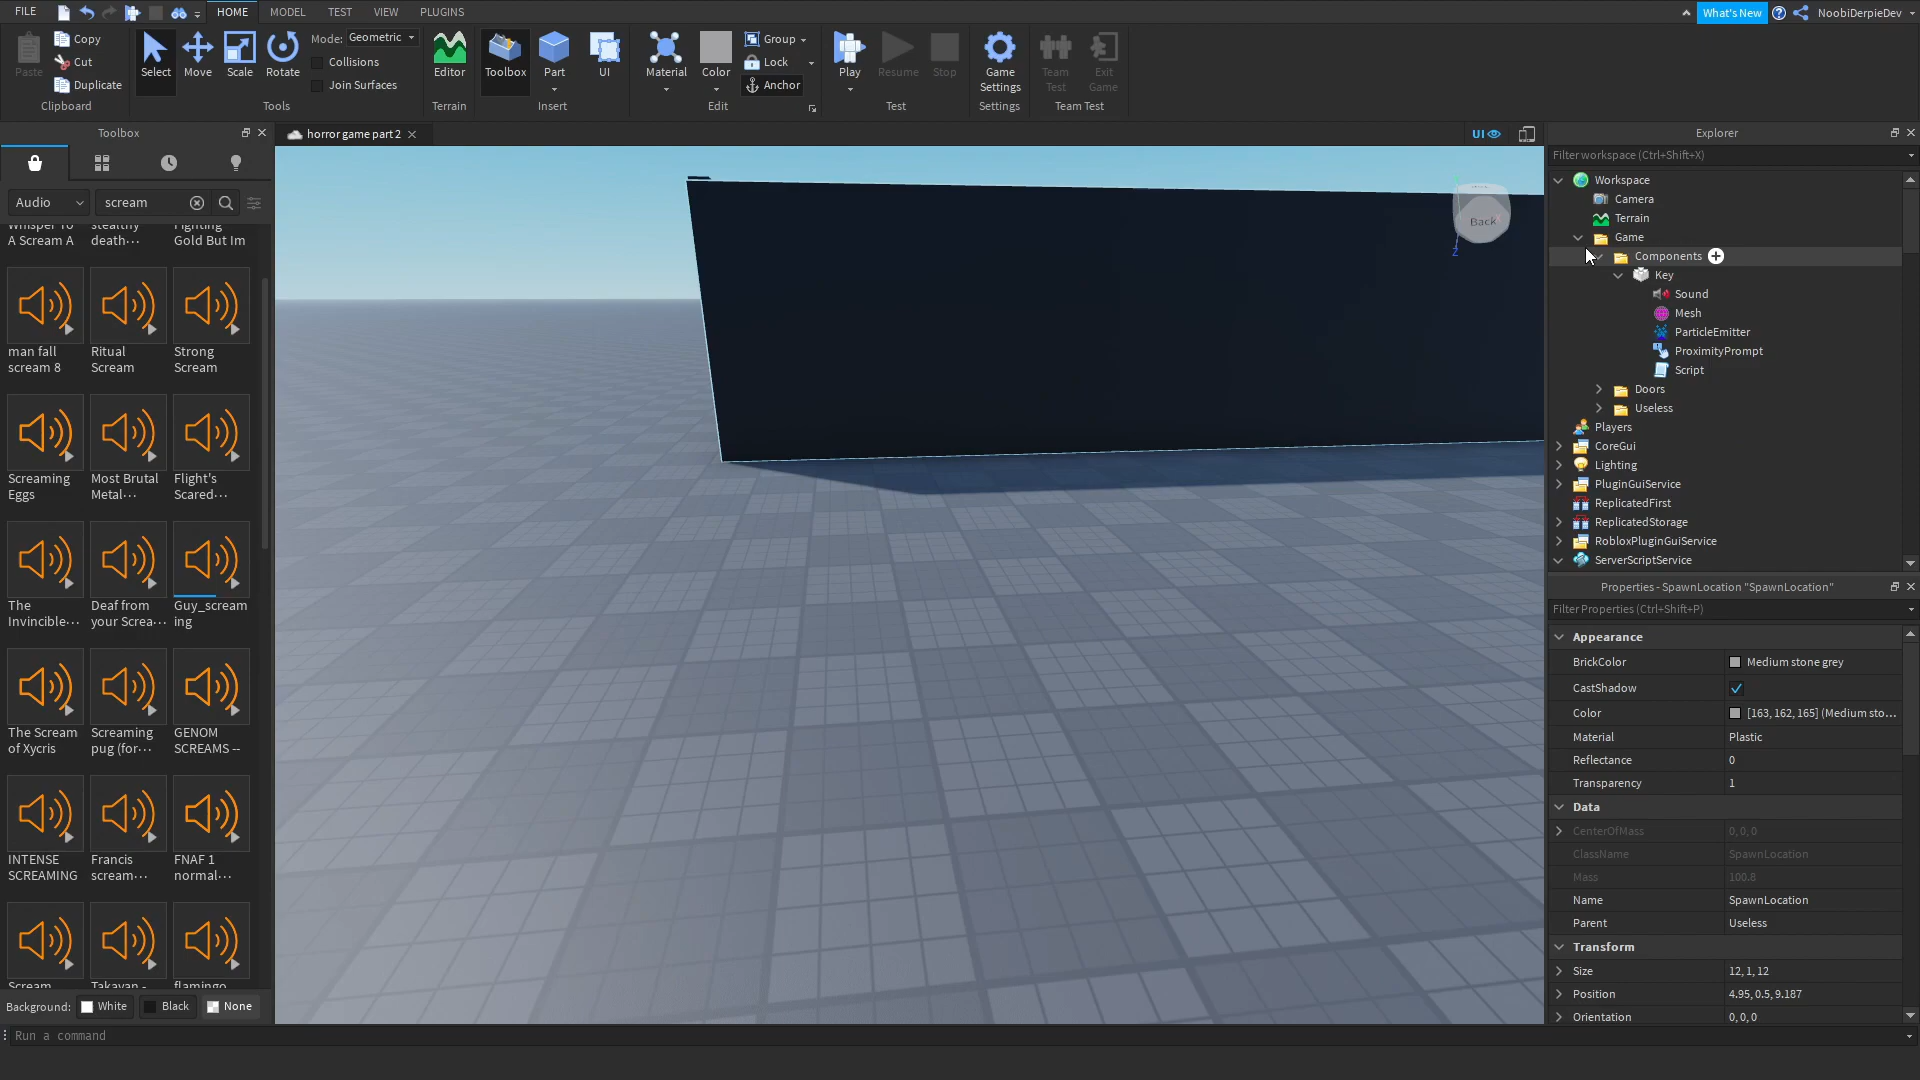 FILE
HOME
MODEL
TEST
VIEW
PLUGINS
What's New
NoobiDerpieDev
Paste
Copy
Cut
Duplicate
Clipboard
Select
Move
Scale
Rotate
Mode: Geometric
Collisions
Join Surfaces
Tools
Editor
Terrain
Toolbox
Part
UI
Insert
Material
Color
Group
Lock
Anchor
Edit
Play
Resume
Stop
Test
Game
Settings
Settings
Team
Test
Exit
Game
Team Test
Toolbox
Audio
scream
Whisper To
A Scream A
stealthy
death···
Fighting
Gold But Im
man fall
scream 8
Ritual
Scream
Strong
Scream
Screaming
Eggs
Most Brutal
Metal···
Flight's
Scared···
The
Invincible···
Deaf from
your Screa···
Guy_scream
ing
The Scream
of Xycris
Screaming
pug (for···
GENOM
SCREAMS --
INTENSE
SCREAMING
Francis
scream···
FNAF 1
normal···
Scream
Takayan -
flamingo
Background:
White
Black
None
Run a command
horror game part 2
UI
Back
Z
Explorer
Filter workspace (Ctrl+Shift+X)
Workspace
Camera
Terrain
Game
Components
Key
Sound
Mesh
ParticleEmitter
ProximityPrompt
Script
Doors
Useless
Players
CoreGui
Lighting
PluginGuiService
ReplicatedFirst
ReplicatedStorage
RobloxPluginGuiService
ServerScriptService
Properties - SpawnLocation "SpawnLocation"
Filter Properties (Ctrl+Shift+P)
Appearance
BrickColor Medium stone grey
CastShadow
Color [163, 162, 165] (Medium sto...
Material Plastic
Reflectance 0
Transparency 1
Data
CenterOfMass 0, 0, 0
ClassName SpawnLocation
Mass 100.8
Name SpawnLocation
Parent Useless
Transform
Size 12, 1, 12
Position 4.95, 0.5, 9.187
Orientation 0, 0, 0